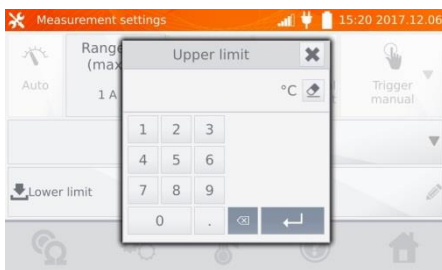 Measurement settings 15:20 2017.12.06
Upper limit
Range
(max
1 A
Auto
Trigger
manual
°C
1 2 3
4 5 6
7 8 9
0 .
Lower limit